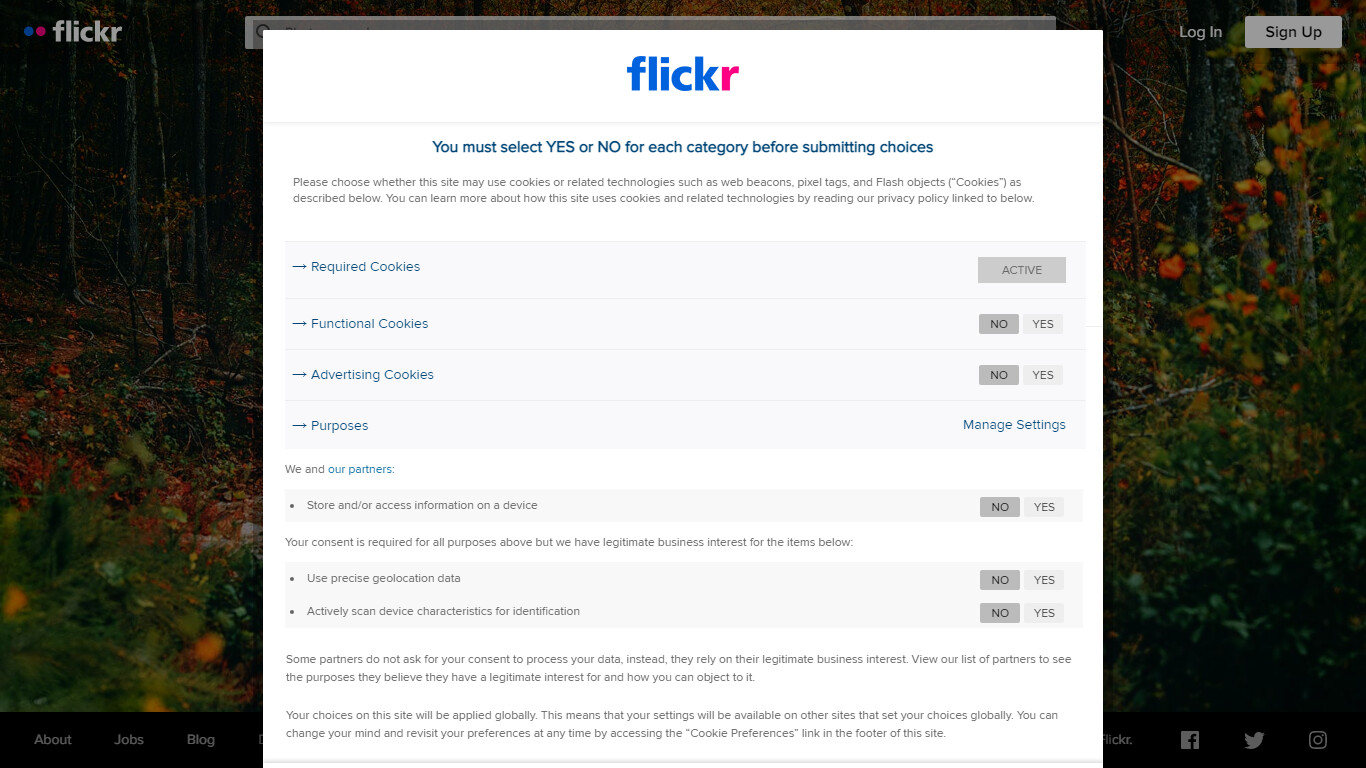 flickr
Log In
Sign Up
flickr
You must select YES or NO for each category before submitting choices
Please choose whether this site may use cookies or related technologies such as web beacons, pixel tags, and Flash objects (“Cookies”) as
described below. You can learn more about how this site uses cookies and related technologies by reading our privacy policy linked to below.
→ Required Cookies
ACTIVE
→ Functional Cookies
NO YES
→ Advertising Cookies
NO YES
→ Purposes
Manage Settings
We and our partners:
• Store and/or access information on a device
NO YES
Your consent is required for all purposes above but we have legitimate business interest for the items below:
• Use precise geolocation data
NO YES
• Actively scan device characteristics for identification
NO YES
Some partners do not ask for your consent to process your data, instead, they rely on their legitimate business interest. View our list of partners to see
the purposes they believe they have a legitimate interest for and how you can object to it.
Your choices on this site will be applied globally. This means that your settings will be available on other sites that set your choices globally. You can
change your mind and revisit your preferences at any time by accessing the “Cookie Preferences” link in the footer of this site.
About
Jobs
Blog
Flickr.